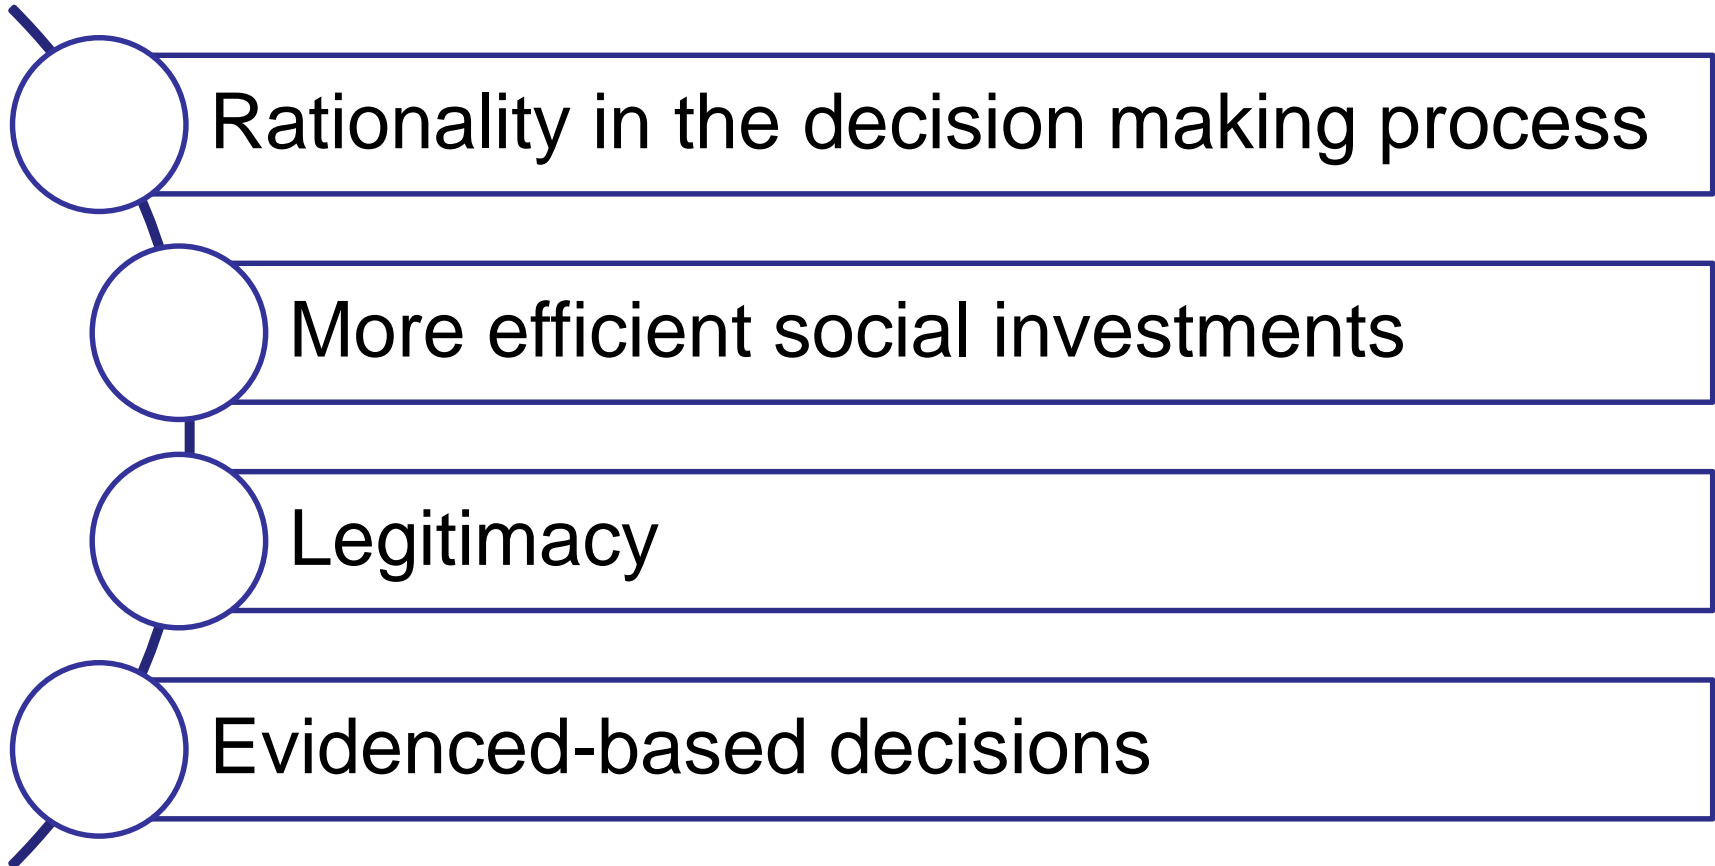 Rationality in the decision making process
More efficient social investments
Legitimacy
Evidenced-based decisions